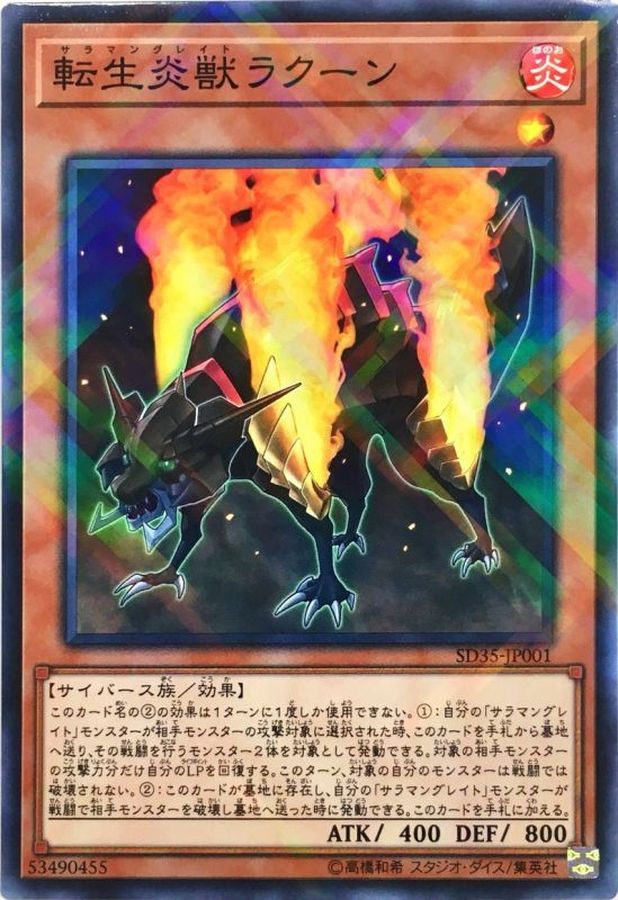 サラマングレイト
転生炎獣ラクーン
ほのお
炎
SD35-JP001
【サイバース族／効果】
このカード名の②の効果は1ターンに1度しか使用できない。①：自分の「サラマングレ
イト」モンスターが相手モンスターの攻撃対象に選択された時、このカードを手札から墓地
へ送り、その戦闘を行うモンスター2体を対象として発動できる。対象の相手モンスター
の攻撃力分だけ自分のLPを回復する。このターン、対象の自分のモンスターは戦闘では
破壊されない。②：このカードが墓地に存在し、自分の「サラマングレイト」モンスターが
戦闘で相手モンスターを破壊し墓地へ送った時に発動できる。このカードを手札に加える。
ATK/ 400 DEF/ 800
53490455
©高橋和希 スタジオ・ダイス/集英社